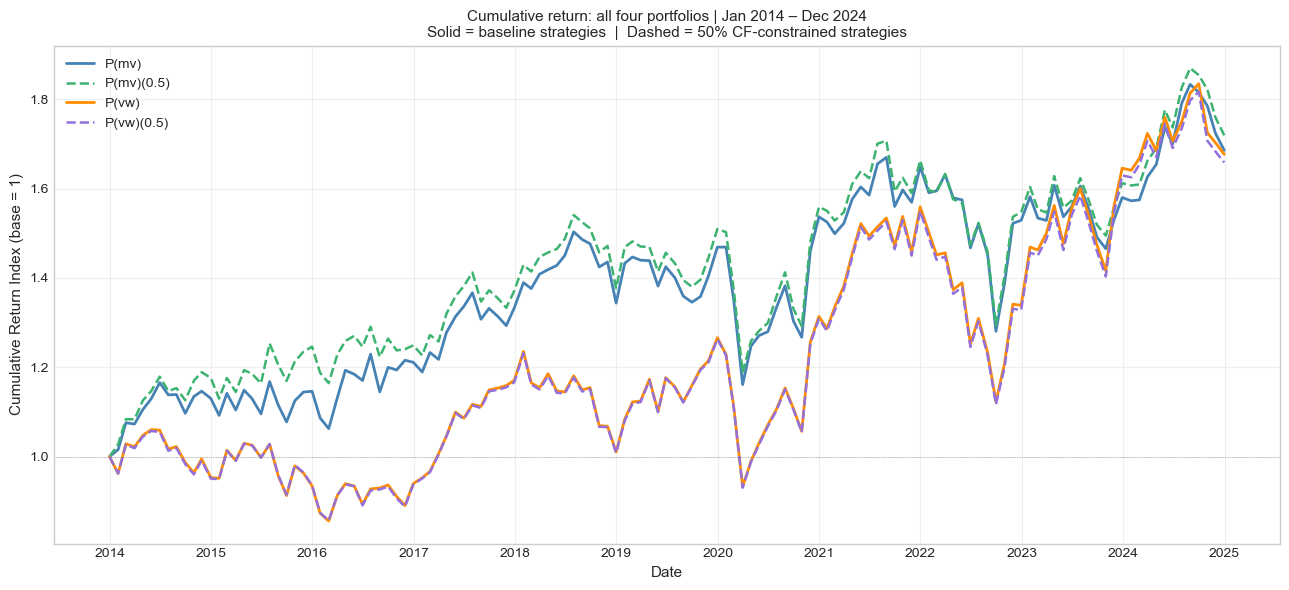 Cumulative return: all four portfolios | Jan 2014 – Dec 2024
Solid = baseline strategies | Dashed = 50% CF-constrained strategies
P(mv)
P(mv)(0.5)
P(vw)
P(vw)(0.5)
Cumulative Return Index (base = 1)
1.8
1.6
1.4
1.2
1.0
2014 2015 2016 2017 2018 2019 2020 2021 2022 2023 2024 2025
Date